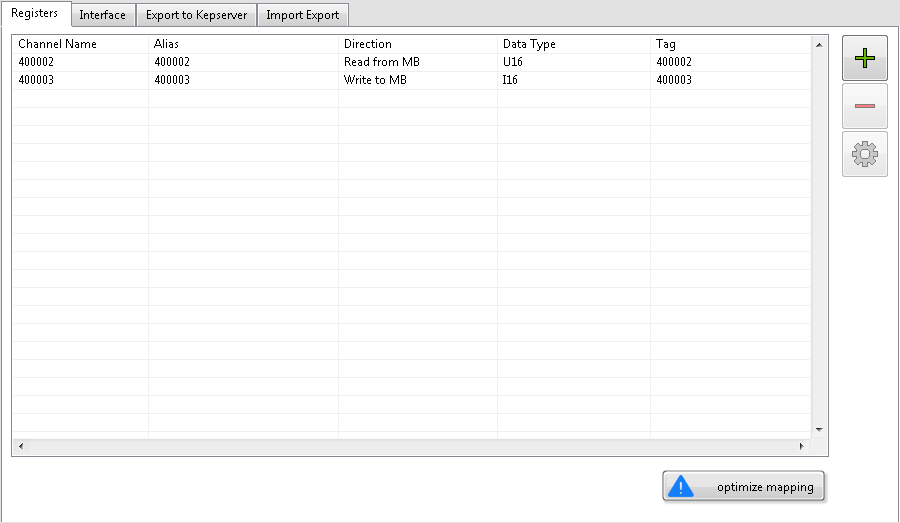 Registers Interface Export to Kepserver Import Export
Channel Name Alias Direction Data Type Tag
400002 400002 Read from MB U16 400002
400003 400003 Write to MB I16 400003
optimize mapping